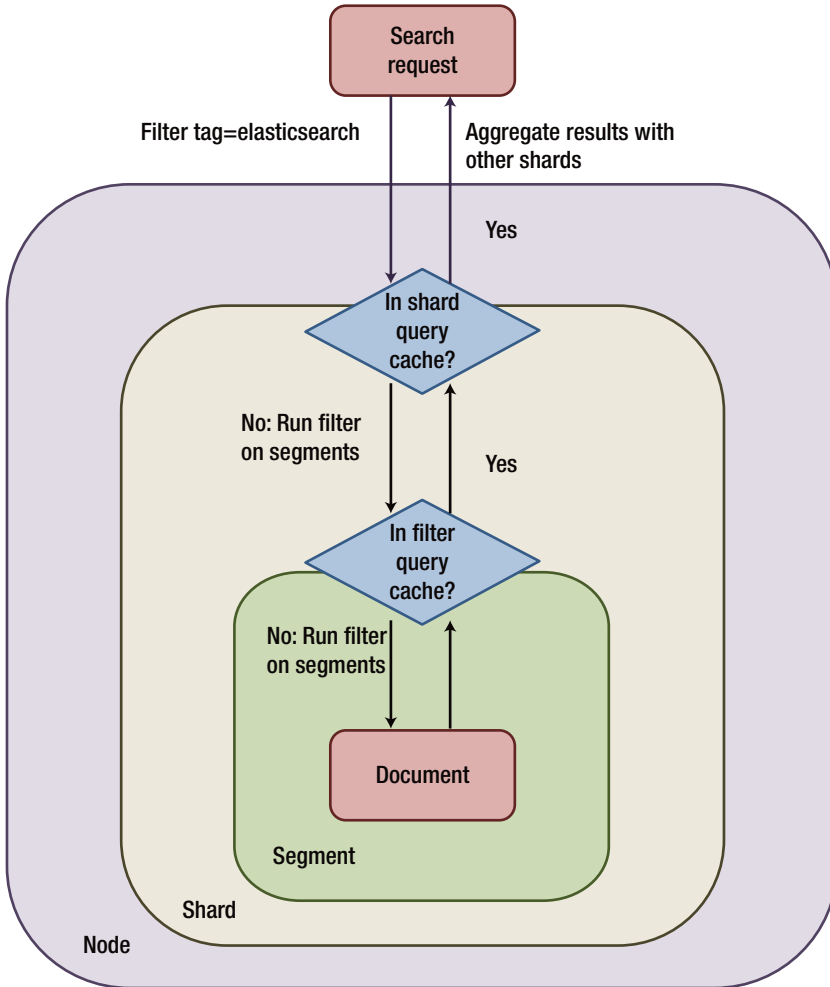 Search
request
Filter tag=elasticsearch
Aggregate results with
other shards
Yes
In shard
query
cache?
No: Run filter
on segments
Yes
In filter
query
cache?
No: Run filter
on segments
Document
Segment
Shard
Node